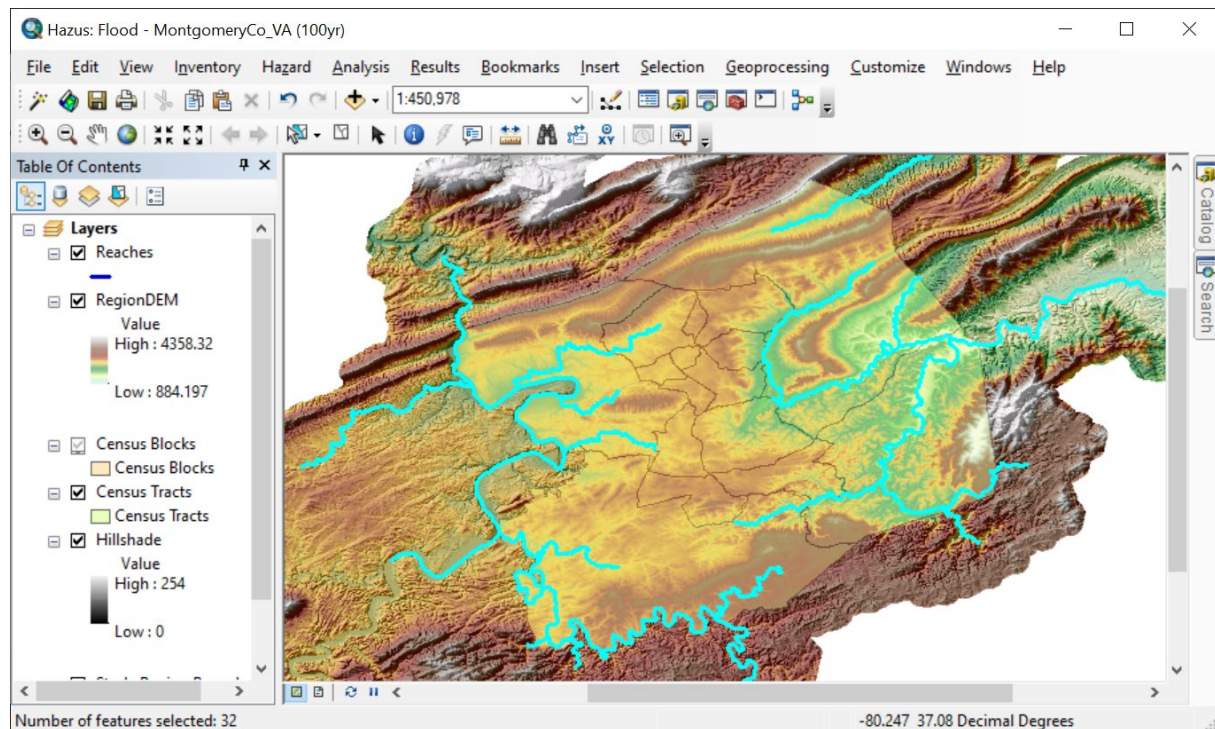 Hazus: Flood - MontgomeryCo_VA (100yr)
File Edit View Inventory Hazard Analysis Results Bookmarks Insert Selection Geoprocessing Customize Windows Help
1:450,978
XY
Table Of Contents
Layers
Reaches
RegionDEM
Value
High : 4358.32
Low : 884.197
Census Blocks
Census Blocks
Census Tracts
Census Tracts
Hillshade
Value
High : 254
Low : 0
Catalog
Search
Number of features selected: 32
-80.247 37.08 Decimal Degrees